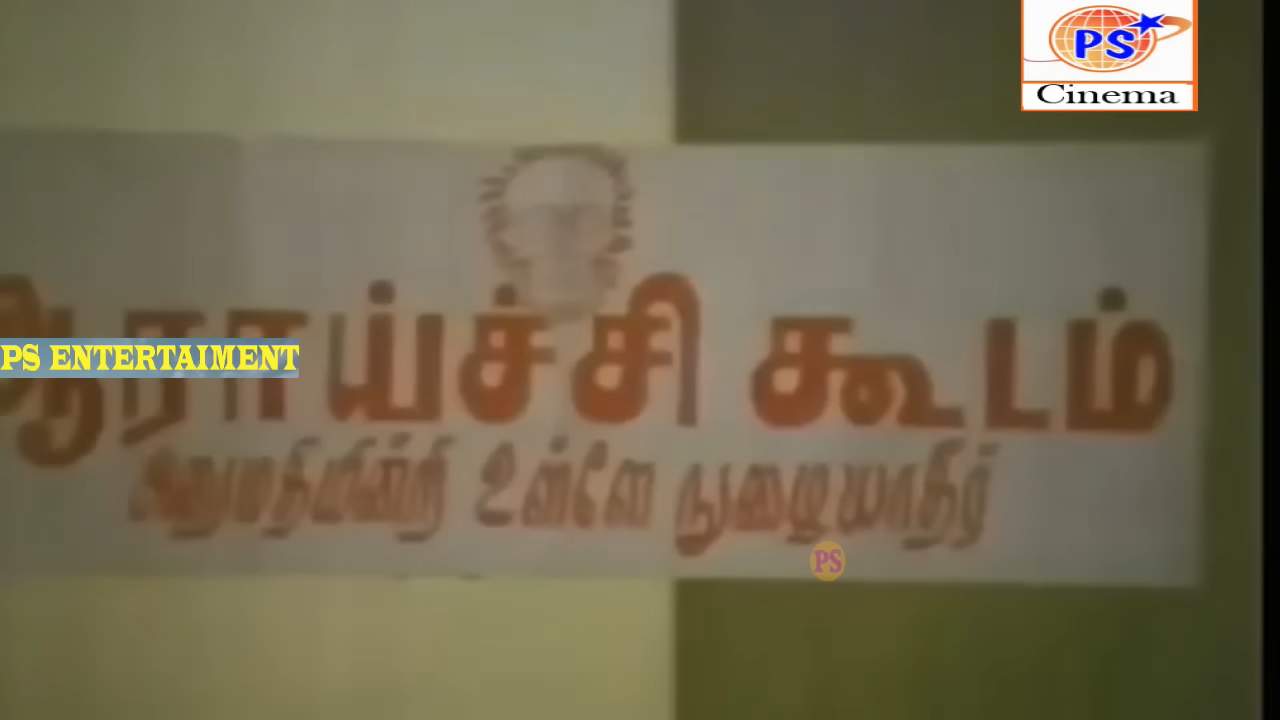 PS
Cinema
ஆராய்ச்சி கூடம்
PS ENTERTAIMENT
அனுமதியின்றி உள்ளே நுழையாதீர்
PS